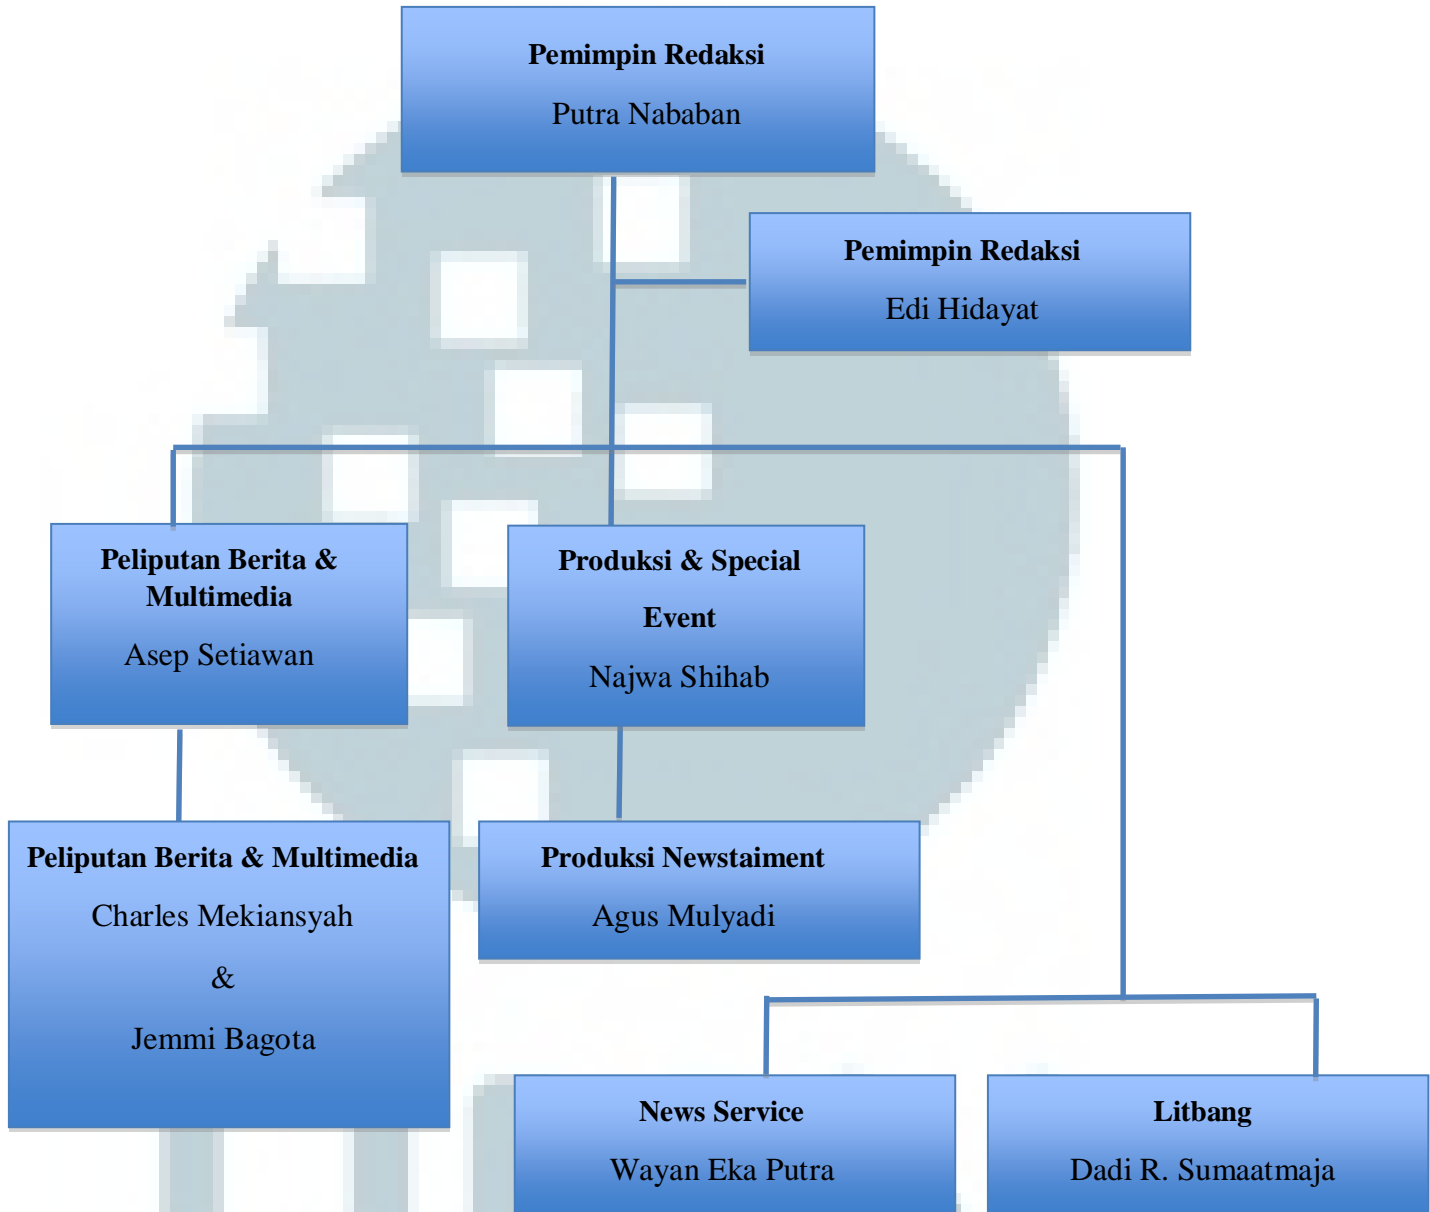 Pemimpin Redaksi
Putra Nababan
Pemimpin Redaksi
Edi Hidayat
Peliputan Berita &
Multimedia
Asep Setiawan
Produksi & Special
Event
Najwa Shihab
Peliputan Berita & Multimedia
Charles Mekiansyah
&
Jemmi Bagota
Produksi Newstaiment
Agus Mulyadi
News Service
Wayan Eka Putra
Litbang
Dadi R. Sumaatmaja